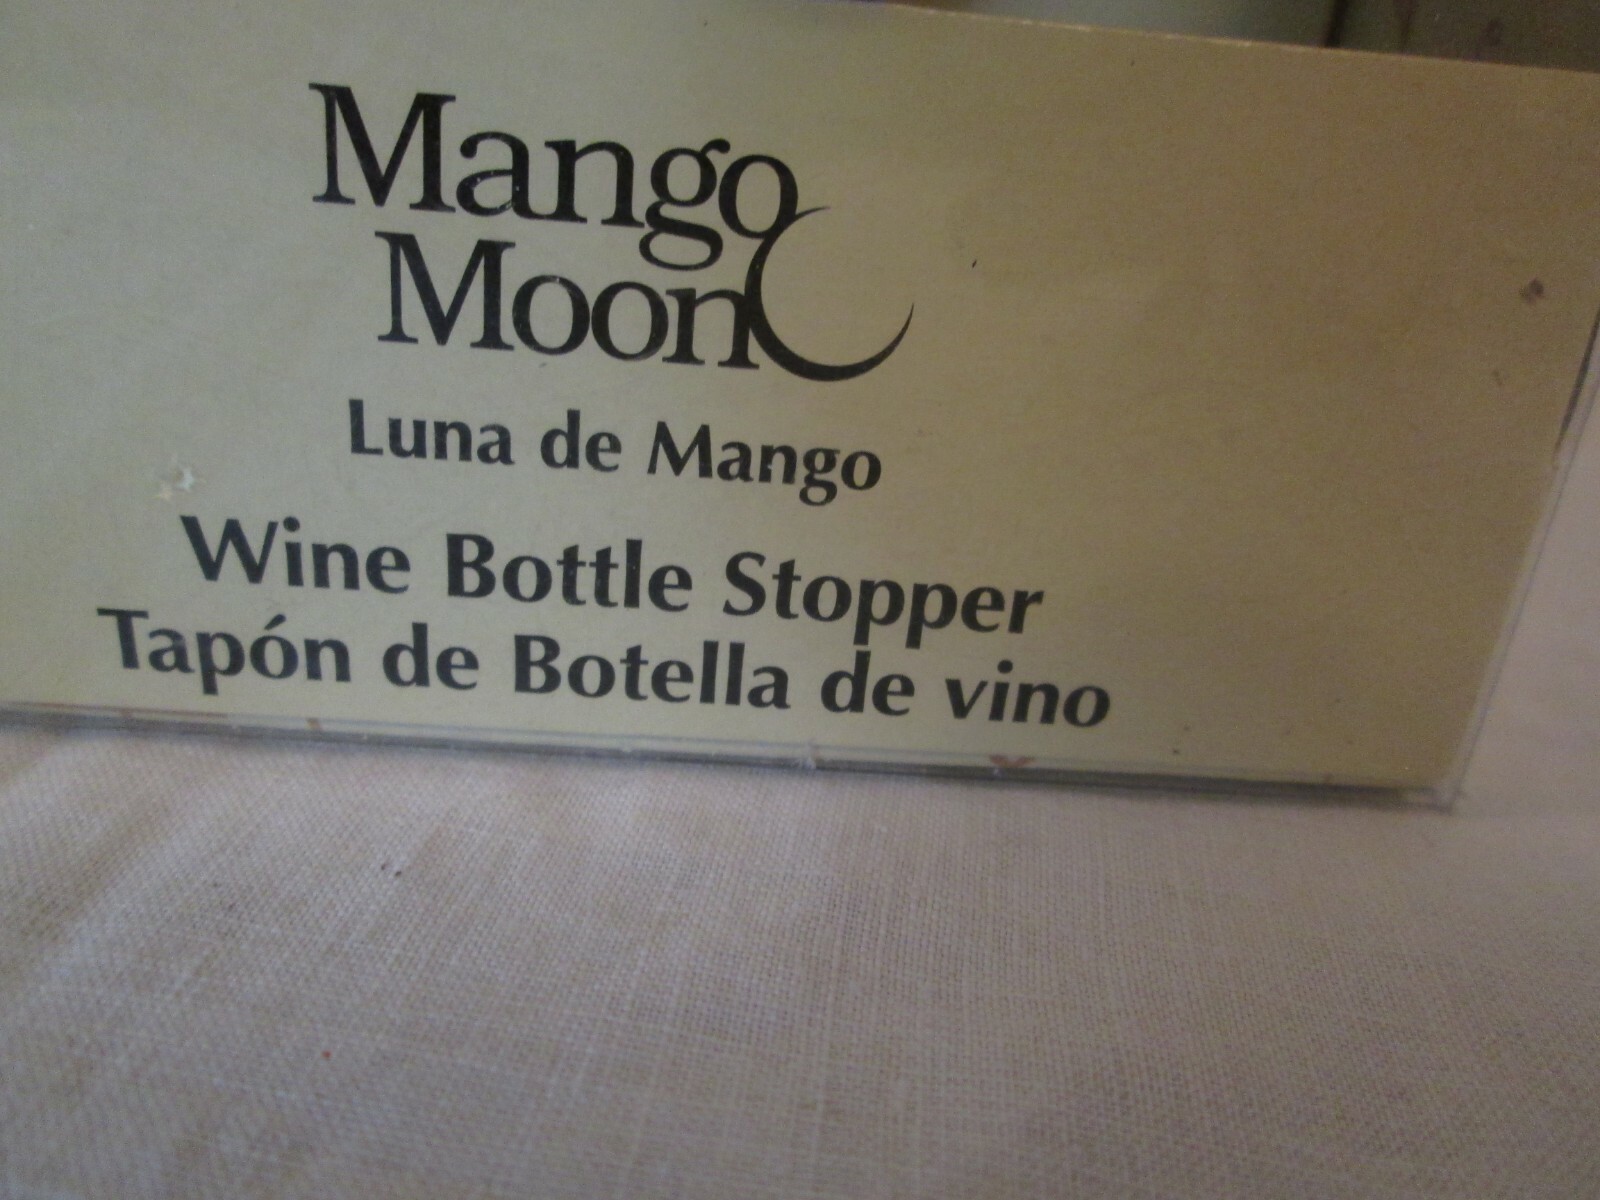 Mango
Moon
Luna de Mango
Wine Bottle Stopper
Tapón de Botella de vino